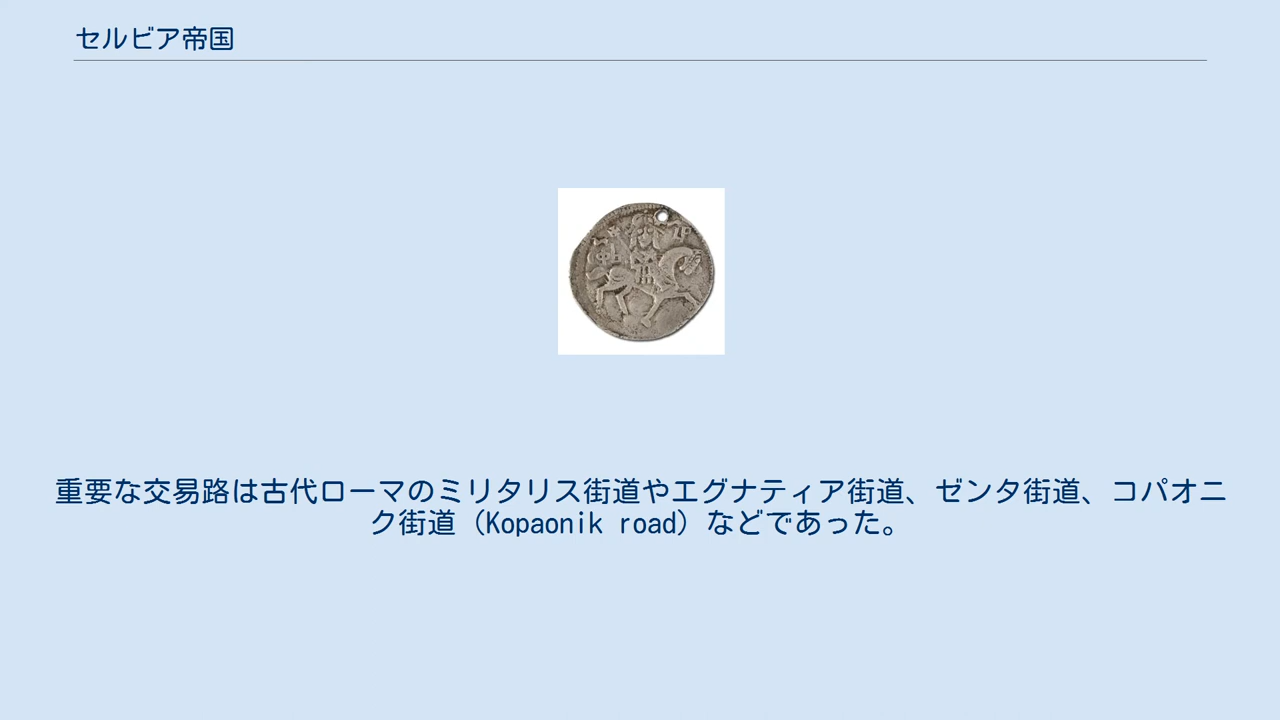 セルビア帝国
重要な交易路は古代ローマのミリタリス街道やエグナティア街道、ゼンタ街道、コパオニ
ク街道（Kopaonik road）などであった。